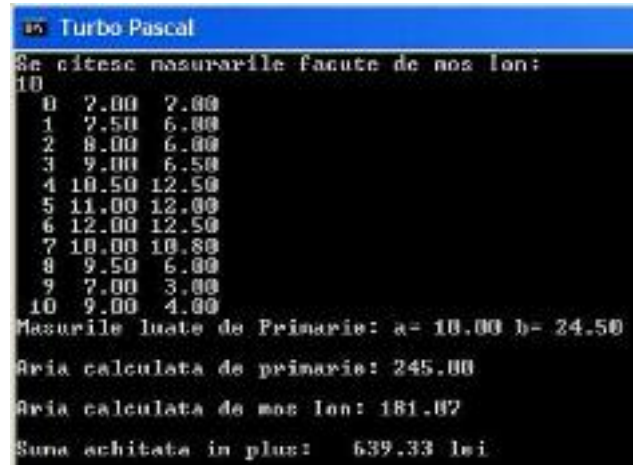 Turbo Pascal
Se citesc masurarile facute de mos Ion:
10
0 7.00 7.00
1 7.50 6.00
2 8.00 6.00
3 9.00 6.50
4 10.50 12.50
5 11.00 12.00
6 12.00 12.50
7 10.00 10.80
8 9.50 6.00
9 7.00 3.00
10 9.00 4.00
Masurile luate de Primarie: a= 10.00 b= 24.50
Aria calculata de primarie: 245.00
Aria calculata de mos Ion: 181.07
Suma achitata in plus: 639.33 lei